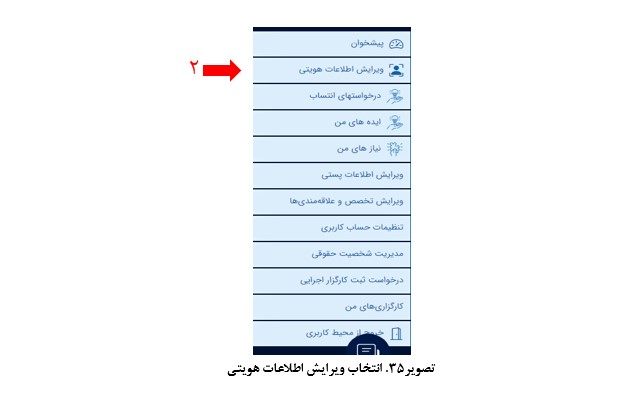 پیشخوان
۲
ویرایش اطلاعات هویتی
درخواستهای انتساب
ایده های من
نیاز های من
ویرایش اطلاعات پستی
ویرایش تخصص و علاقه‌مندی‌ها
تنظیمات حساب کاربری
مدیریت شخصیت حقوقی
درخواست ثبت کارگزار اجرایی
کارگزاری‌های من
خروج از محیط کاربری
تصویر۳۵. انتخاب ویرایش اطلاعات هویتی